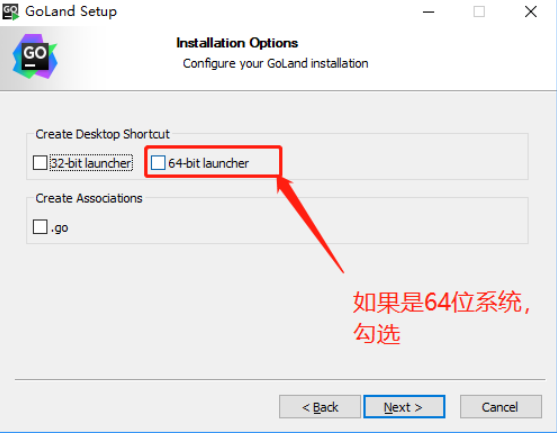 GoLand Setup
GO
Installation Options
Configure your GoLand installation
Create Desktop Shortcut
32-bit launcher 64-bit launcher
Create Associations
.go
如果是64位系统，
勾选
< Back Next > Cancel